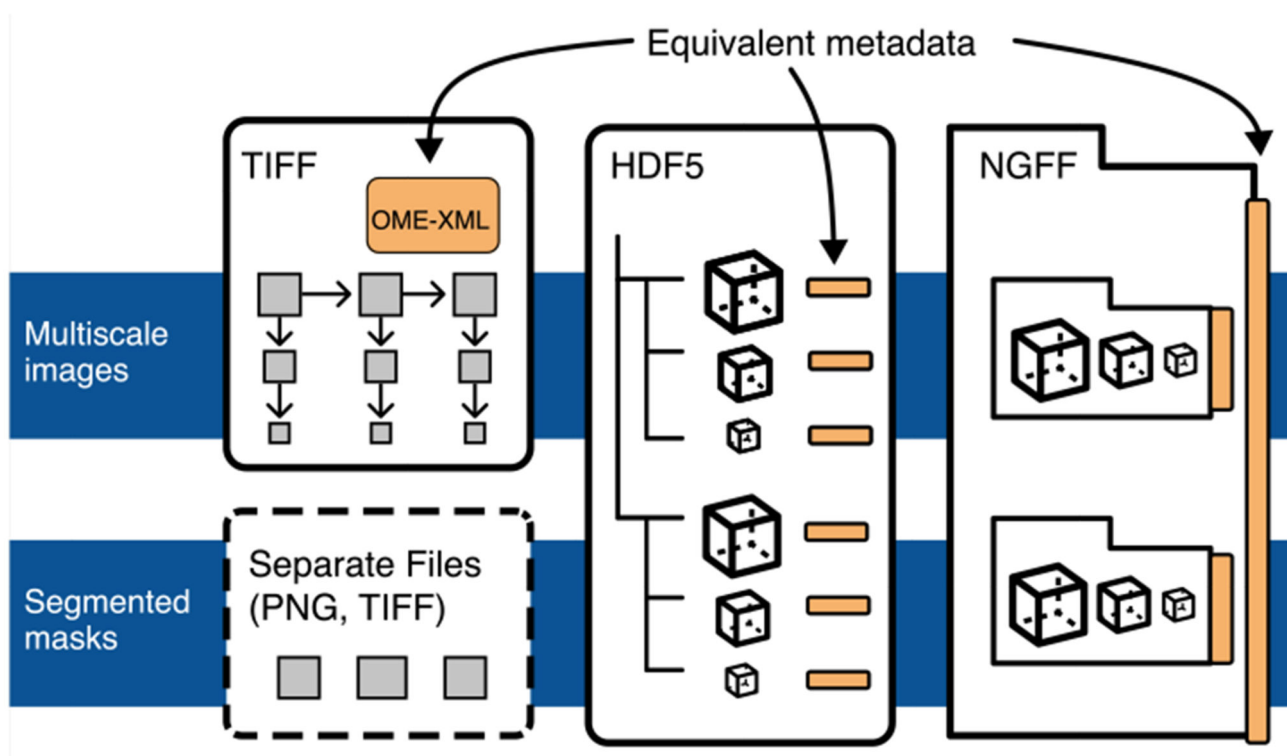 Equivalent metadata
TIFF
OME-XML
HDF5
NGFF
Multiscale
images
Separate Files
(PNG, TIFF)
Segmented
masks